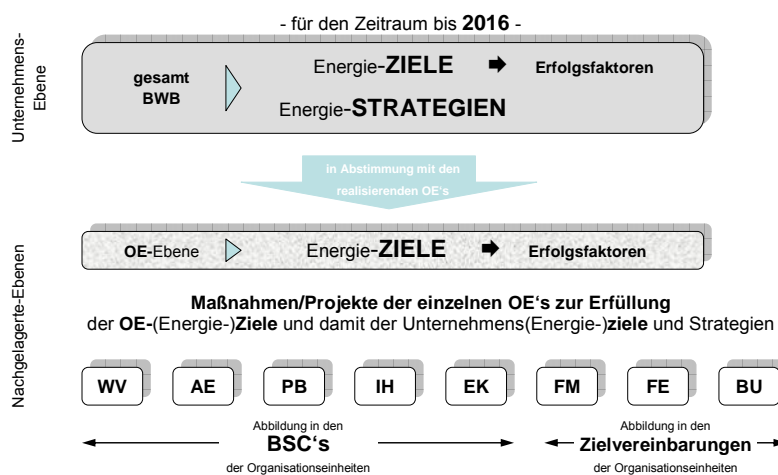 - für den Zeitraum bis 2016 -
Unternehmens-
Ebene
gesamt
BWB
Energie-ZIELE
Erfolgsfaktoren
Energie-STRATEGIEN
in Abstimmung mit den
realisierenden OE's
Nachgelagerte-Ebenen
OE-Ebene
Energie-ZIELE
Erfolgsfaktoren
Maßnahmen/Projekte der einzelnen OE's zur Erfüllung
der OE-(Energie-)Ziele und damit der Unternehmens(Energie-)ziele und Strategien
WV AE PB IH EK FM FE BU
Abbildung in den
BSC's
der Organisationseinheiten
Abbildung in den
Zielvereinbarungen
der Organisationseinheiten